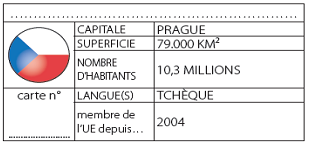 CAPITALE PRAGUE
SUPERFICIE 79.000 KM²
NOMBRE
D'HABITANTS 10,3 MILLIONS
carte n° LANGUE(S) TCHÈQUE
membre de
l'UE depuis... 2004